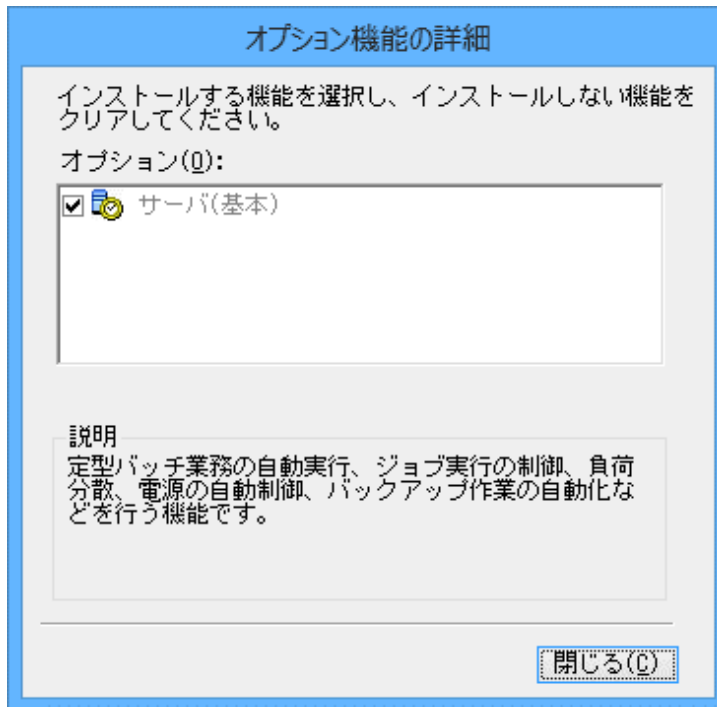 オプション機能の詳細
インストールする機能を選択し、インストールしない機能を
クリアしてください。
オプション(O):
サーバ(基本)
説明
定型バッチ業務の自動実行、ジョブ実行の制御、負荷
分散、電源の自動制御、バックアップ作業の自動化な
どを行う機能です。
閉じる(C)